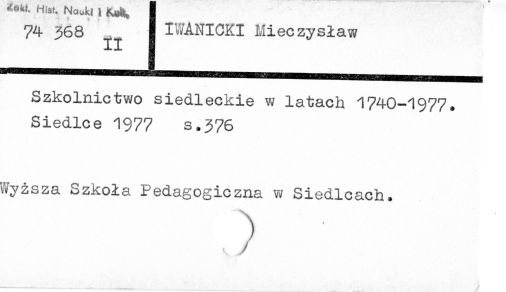 Zakł. Hist. Nauki i Kult.
74 368
II
IWANICKI Mieczysław
Szkolnictwo siedleckie w latach 1740-1977.
Siedlce 1977 s.376
Wyższa Szkoła Pedagogiczna w Siedlcach.